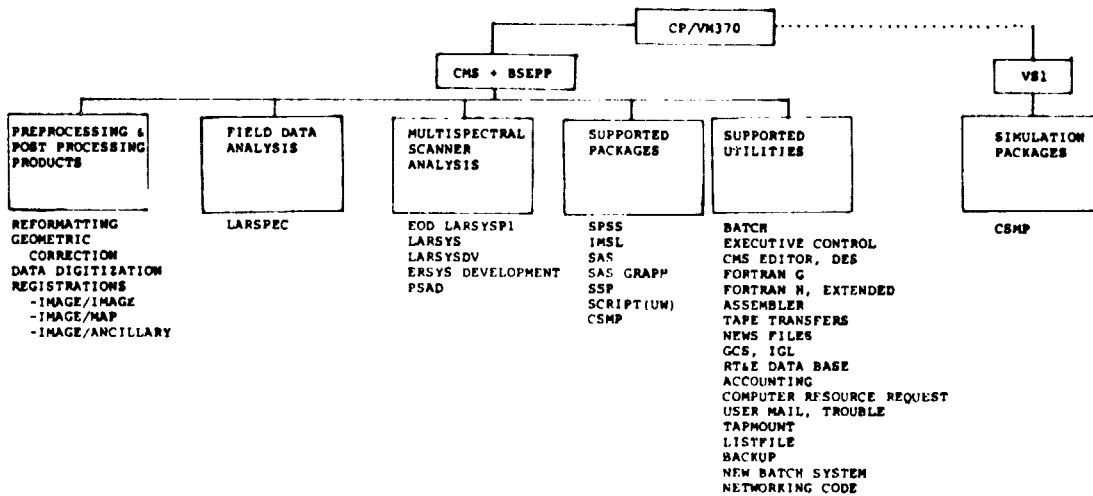 CP/VM370
CMS + BSEPP
VS1
PREPROCESSING &
POST PROCESSING
PRODUCTS
FIELD DATA
ANALYSIS
MULTISPECTRAL
SCANNER
ANALYSIS
SUPPORTED
PACKAGES
SUPPORTED
UTILITIES
SIMULATION
PACKAGES
REFORMATTING
GEOMETRIC
CORRECTION
DATA DIGITIZATION
REGISTRATIONS
-IMAGE/IMAGE
-IMAGE/MAP
-IMAGE/ANCILLARY
LARSPEC
EOD LARSYSP1
LARSYS
LARSYSDV
ERSYS DEVELOPMENT
PSAD
SPSS
IMSL
SAS
SAS GRAPH
SSP
SCRIPT(UW)
CSMP
BATCH
EXECUTIVE CONTROL
CMS EDITOR, DES
FORTRAN G
FORTRAN H, EXTENDED
ASSEMBLER
TAPE TRANSFERS
NEWS FILES
GCS, IGL
RT&E DATA BASE
ACCOUNTING
COMPUTER RESOURCE REQUEST
USER MAIL, TROUBLE
TAPMOUNT
LISTFILE
BACKUP
NEW BATCH SYSTEM
NETWORKING CODE
CSMP